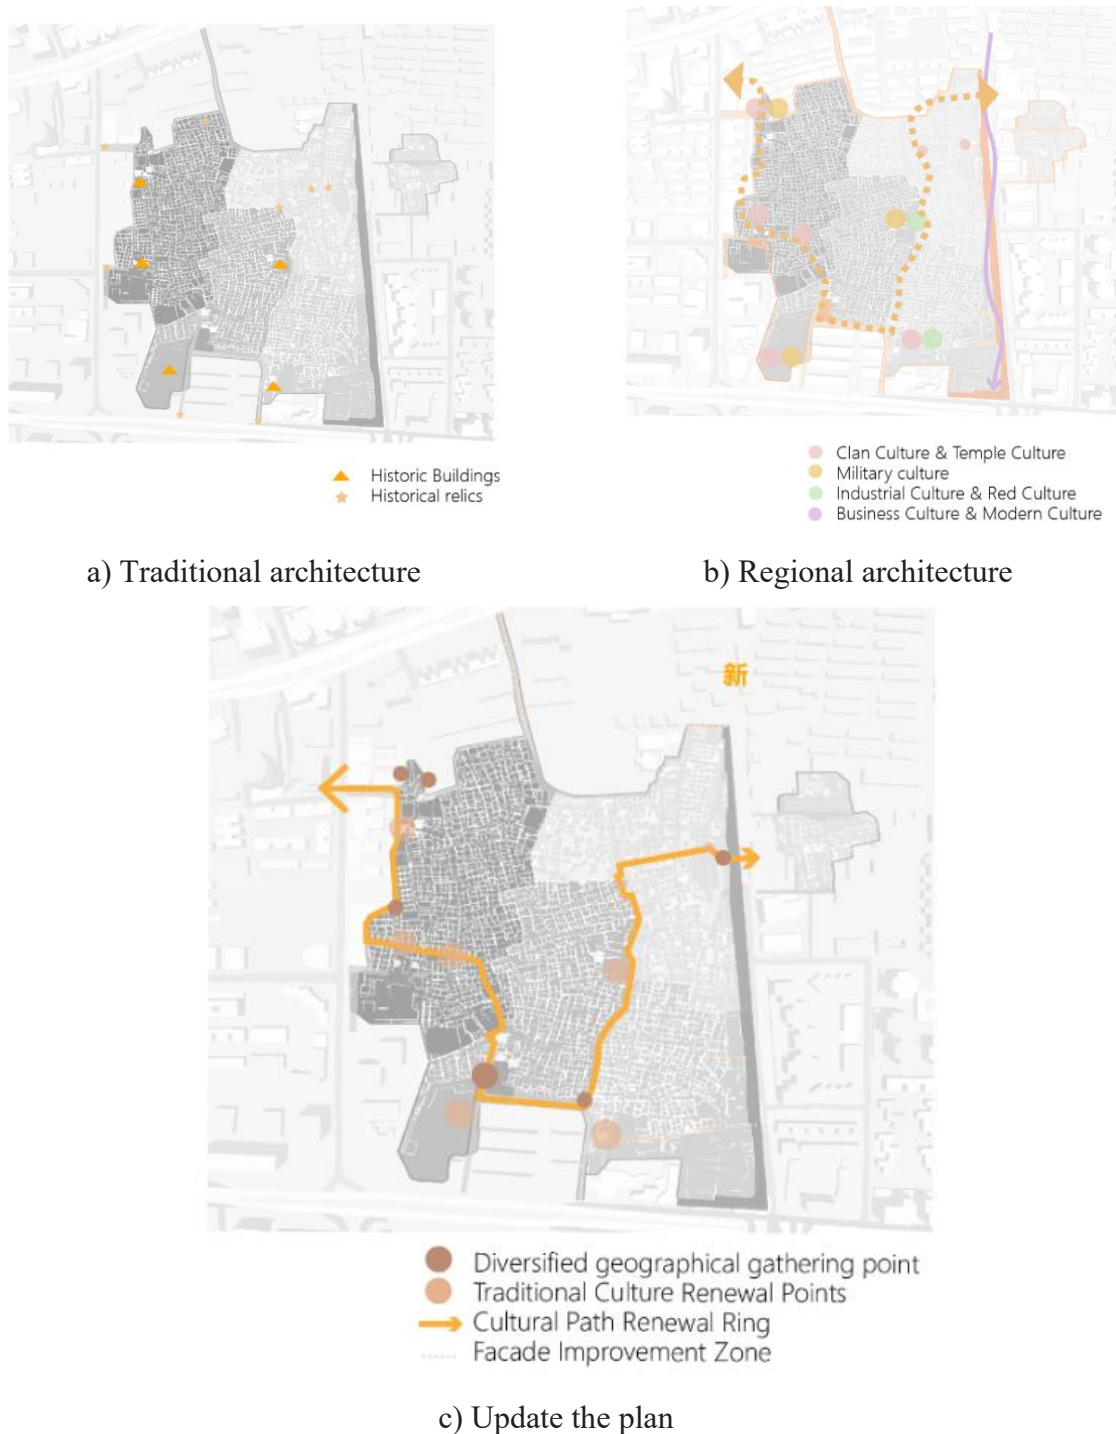 Historic Buildings
Historical relics
Clan Culture & Temple Culture
Military culture
Industrial Culture & Red Culture
Business Culture & Modern Culture
a) Traditional architecture
b) Regional architecture
新
Diversified geographical gathering point
Traditional Culture Renewal Points
Cultural Path Renewal Ring
Facade Improvement Zone
c) Update the plan